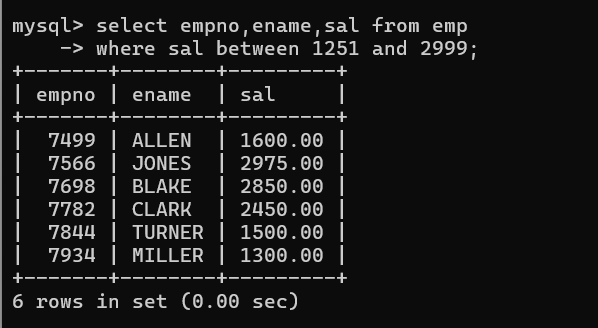 mysql> select empno,ename,sal from emp
    -> where sal between 1251 and 2999;
+-------+--------+---------+
| empno | ename  | sal     |
+-------+--------+---------+
|  7499 | ALLEN  | 1600.00 |
|  7566 | JONES  | 2975.00 |
|  7698 | BLAKE  | 2850.00 |
|  7782 | CLARK  | 2450.00 |
|  7844 | TURNER | 1500.00 |
|  7934 | MILLER | 1300.00 |
+-------+--------+---------+
6 rows in set (0.00 sec)